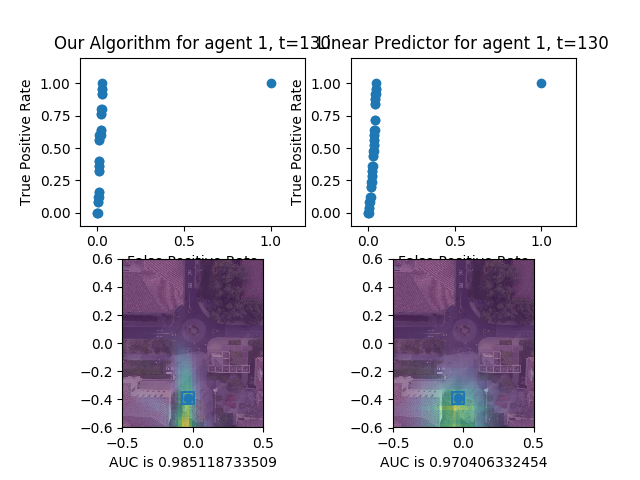 Our Algorithm for agent 1, t=130
Linear Predictor for agent 1, t=130
True Positive Rate
1.00
0.75
0.50
0.25
0.00
0.0 0.5 1.0
False Positive Rate
True Positive Rate
1.00
0.75
0.50
0.25
0.00
0.0 0.5 1.0
False Positive Rate
0.6
0.4
0.2
0.0
−0.2
−0.4
−0.6
−0.5 0.0 0.5
AUC is 0.985118733509
0.6
0.4
0.2
0.0
−0.2
−0.4
−0.6
−0.5 0.0 0.5
AUC is 0.970406332454